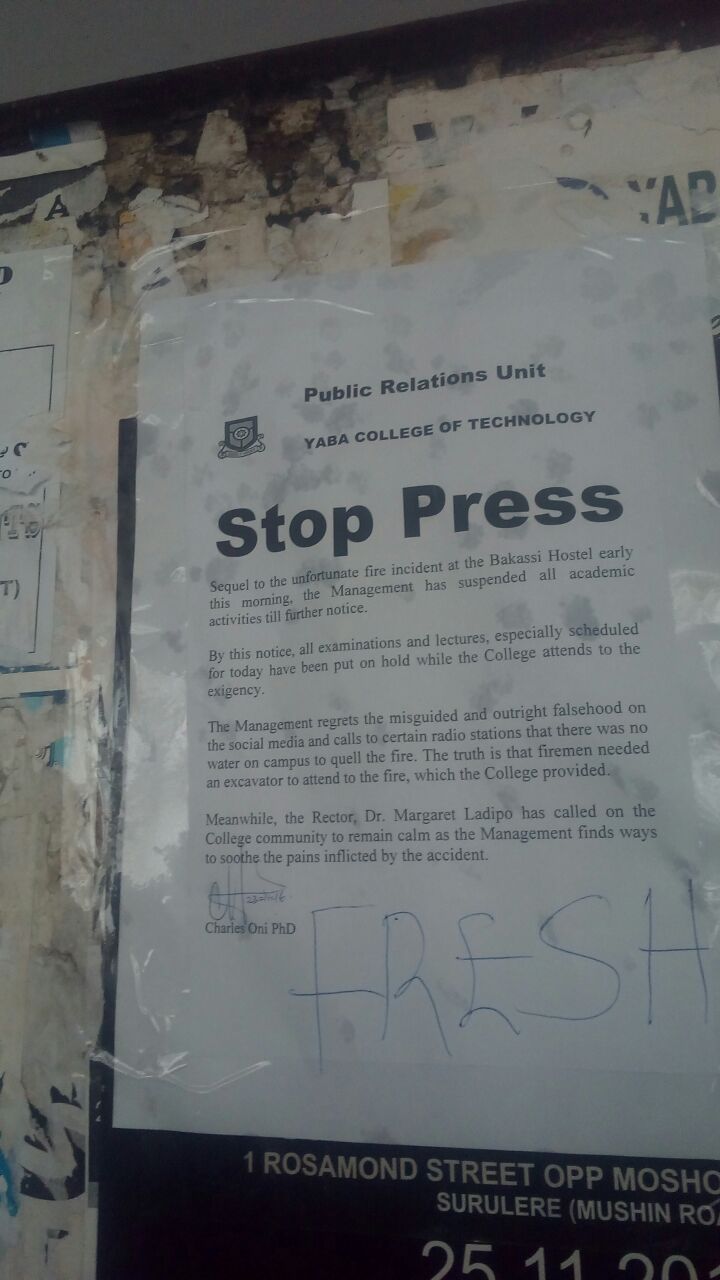 YAB
A
Public Relations Unit
YABA COLLEGE OF TECHNOLOGY
Stop Press
Sequel to the unfortunate fire incident at the Bakassi Hostel early
this morning, the Management has suspended all academic
activities till further notice.
By this notice, all examinations and lectures, especially scheduled
for today have been put on hold while the College attends to the
exigency.
The Management regrets the misguided and outright falsehood on
the social media and calls to certain radio stations that there was no
water on campus to quell the fire. The truth is that firemen needed
an excavator to attend to the fire, which the College provided.
Meanwhile, the Rector, Dr. Margaret Ladipo has called on the
College community to remain calm as the Management finds ways
to soothe the pains inflicted by the accident.
Charles Oni PhD
FRESH
T)
1 ROSAMOND STREET OPP MOSHO
SURULERE (MUSHIN RO
25.11.201